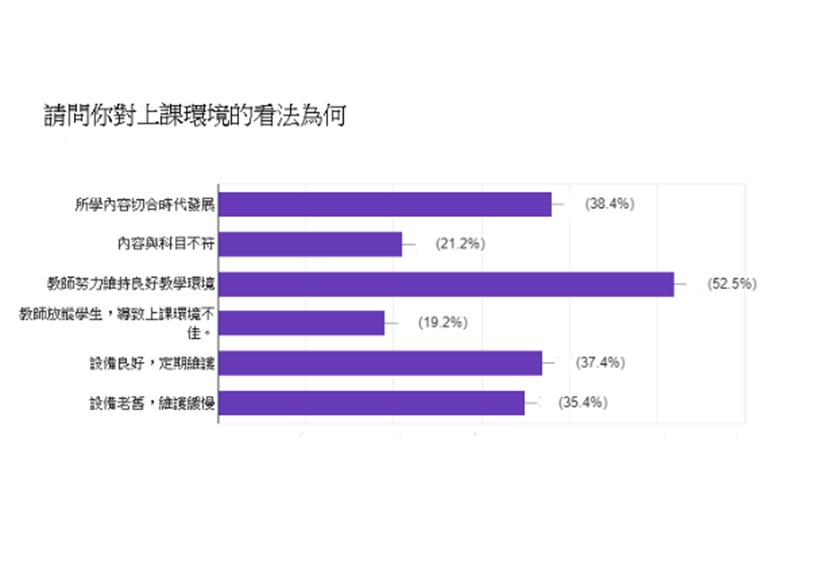 請問你對上課環境的看法為何
所學內容切合時代發展 (38.4%)
內容與科目不符 (21.2%)
教師努力維持良好教學環境 (52.5%)
教師放縱學生，導致上課環境不
佳。 (19.2%)
設備良好，定期維護 (37.4%)
設備老舊，維護緩慢 (35.4%)